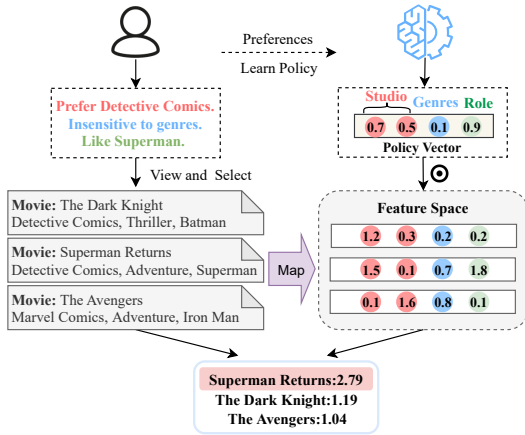 Preferences
Learn Policy
Prefer Detective Comics.
Insensitive to genres.
Like Superman.
Studio Genres Role
0.7 0.5 0.1 0.9
Policy Vector
View and Select
Movie: The Dark Knight
Detective Comics, Thriller, Batman
Movie: Superman Returns
Detective Comics, Adventure, Superman
Movie: The Avengers
Marvel Comics, Adventure, Iron Man
Map
Feature Space
1.2 0.3 0.2 0.2
1.5 0.1 0.7 1.8
0.1 1.6 0.8 0.1
Superman Returns:2.79
The Dark Knight:1.19
The Avengers:1.04